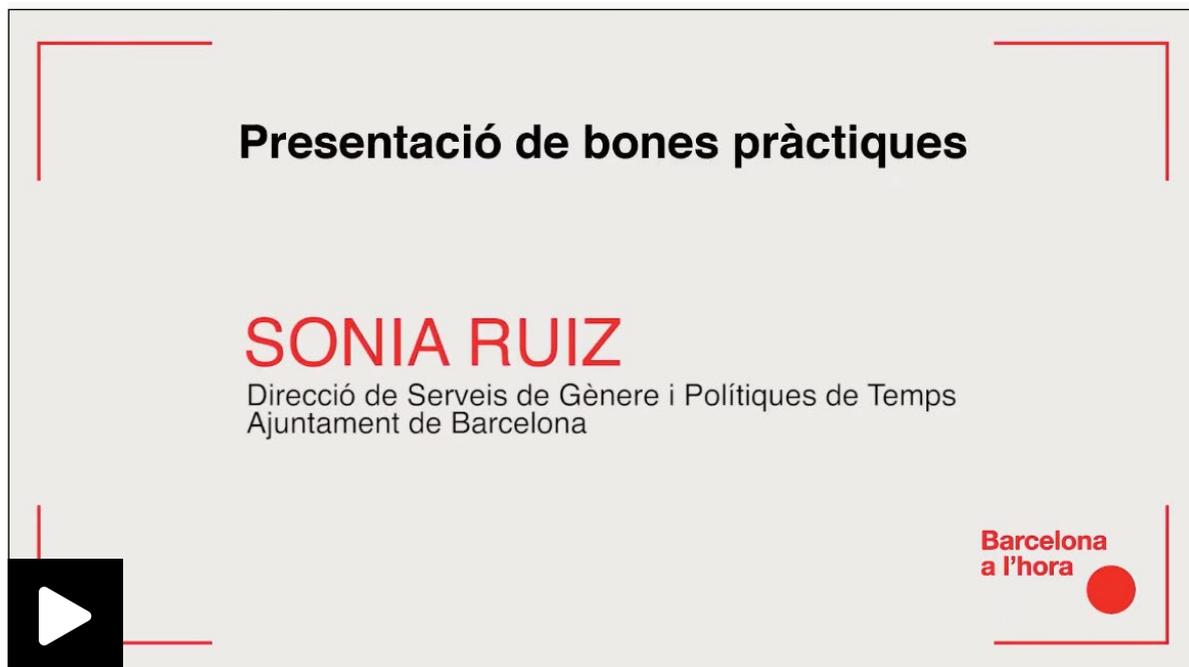 Presentació de bones pràctiques
SONIA RUIZ
Direcció de Serveis de Gènere i Polítiques de Temps
Ajuntament de Barcelona
Barcelona
a l'hora